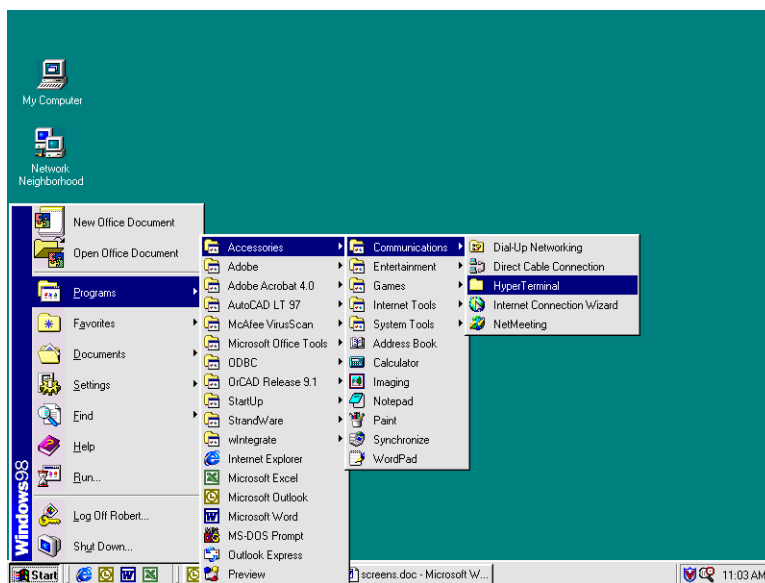 My Computer
Network
Neighborhood
New Office Document
Open Office Document
Programs
Favorites
Documents
Settings
Find
Help
Run...
Log Off Robert...
Shut Down...
Windows98
Accessories
Adobe
Adobe Acrobat 4.0
AutoCAD LT 97
McAfee VirusScan
Microsoft Office Tools
ODBC
OrCAD Release 9.1
StartUp
StrandWare
wIntegrate
Internet Explorer
Microsoft Excel
Microsoft Outlook
Microsoft Word
MS-DOS Prompt
Outlook Express
Preview
Communications
Entertainment
Games
Internet Tools
System Tools
Address Book
Calculator
Imaging
Notepad
Paint
Synchronize
WordPad
Dial-Up Networking
Direct Cable Connection
HyperTerminal
Internet Connection Wizard
NetMeeting
Start
screens.doc - Microsoft W...
11:03 AM